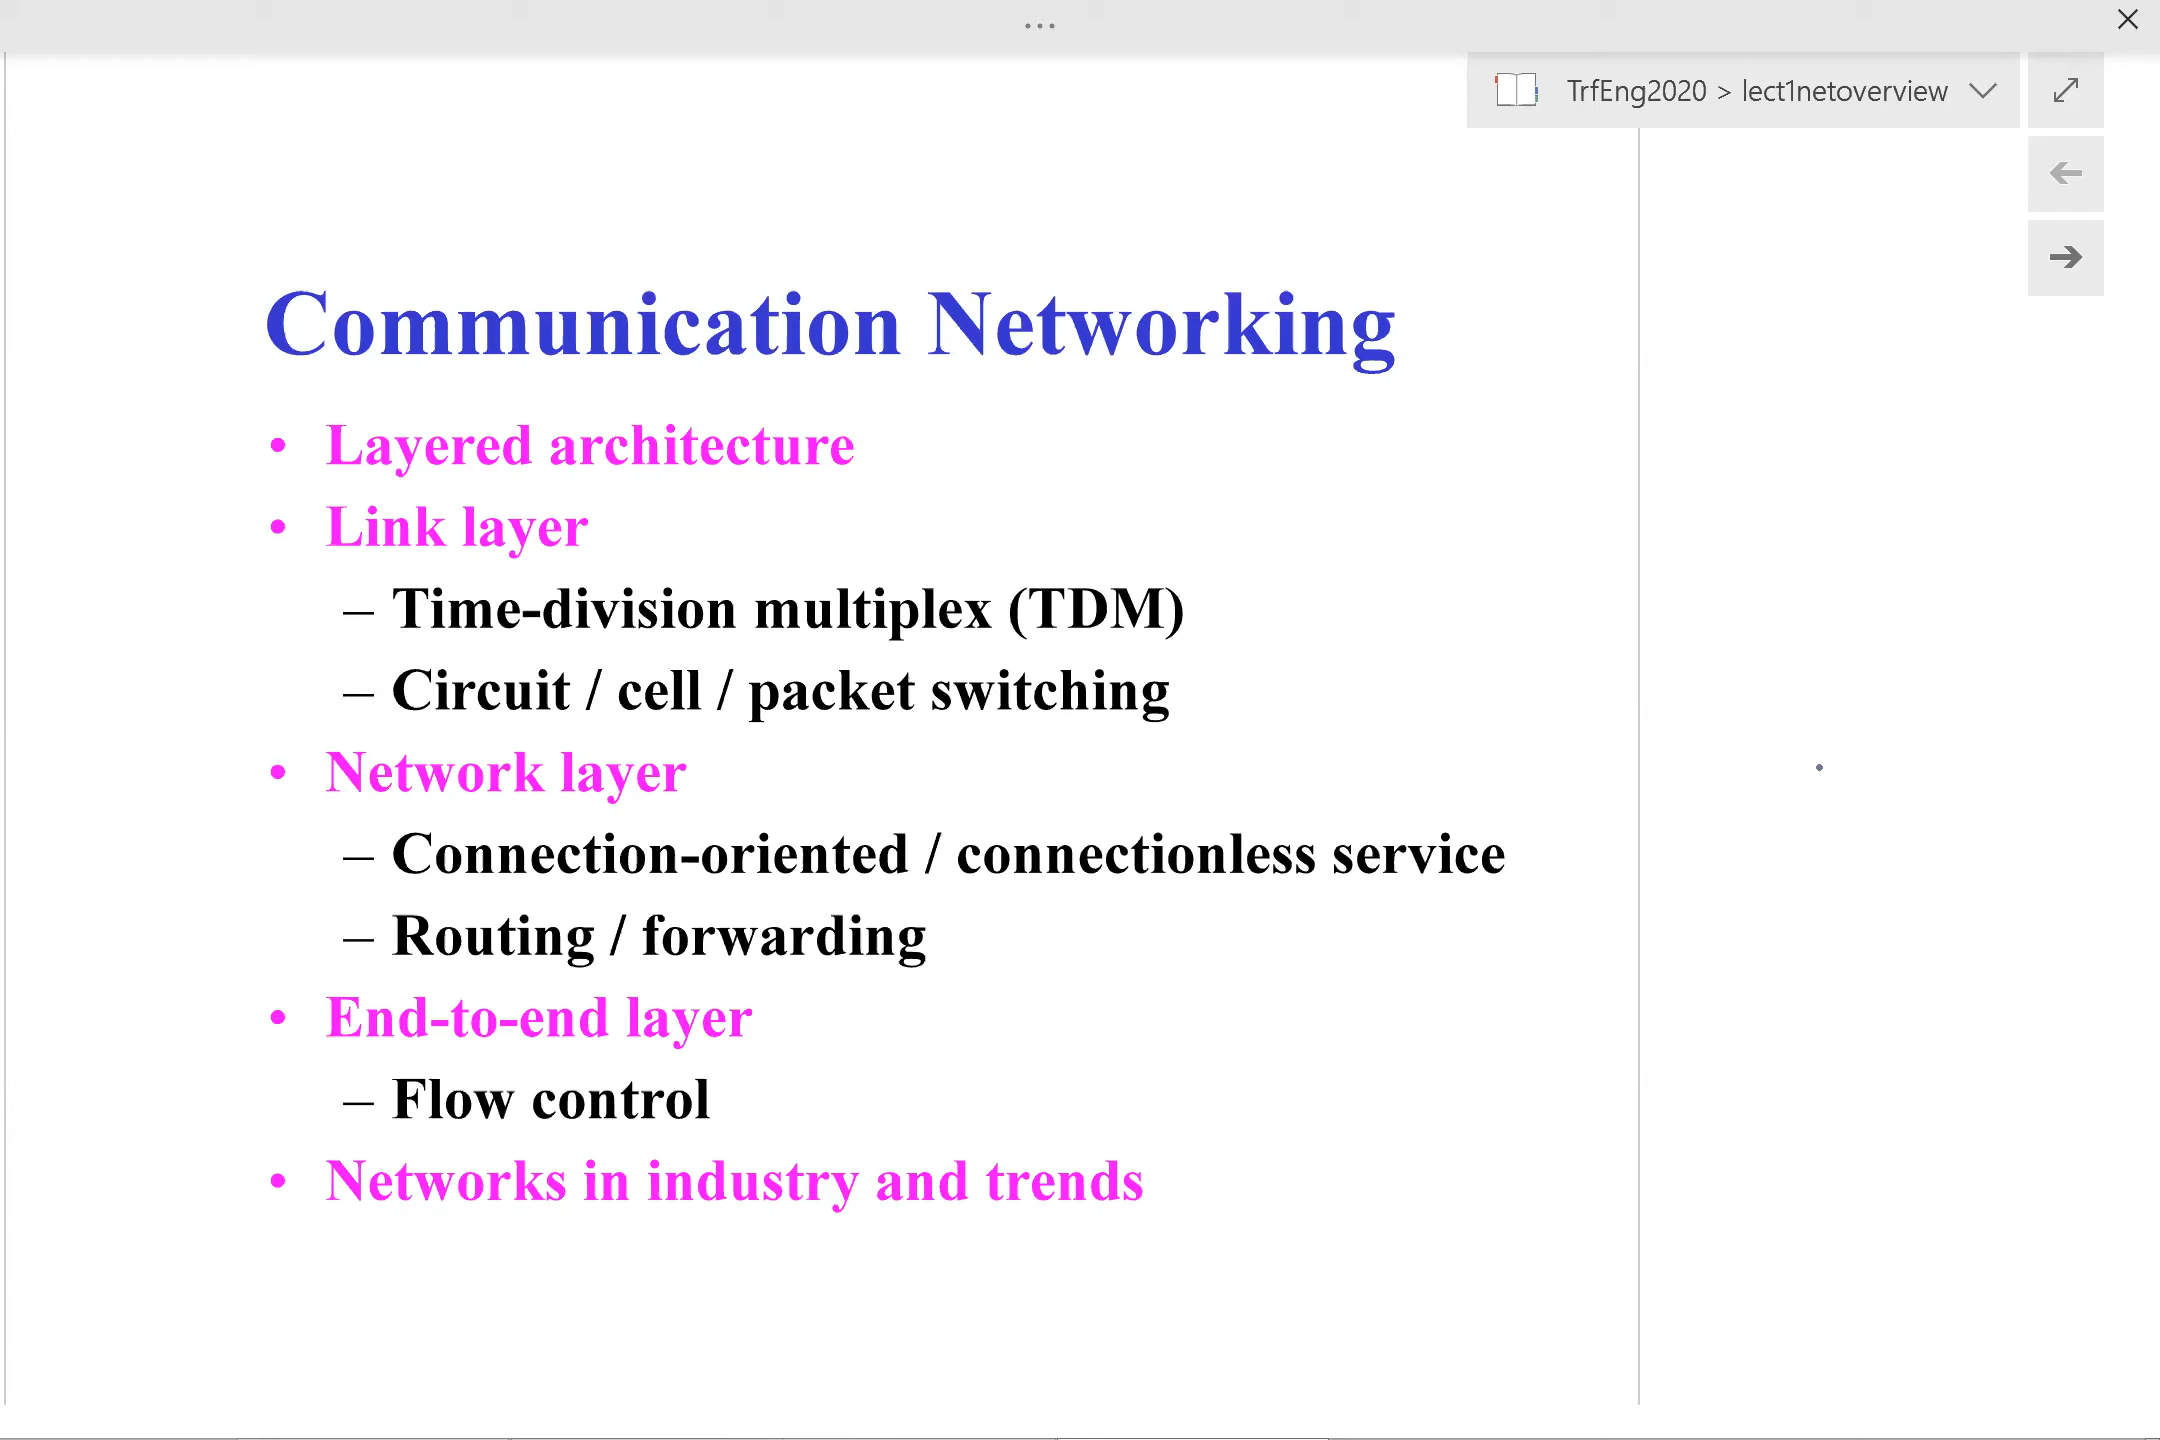 TrfEng2020 > lect1netoverview
Communication Networking
• Layered architecture
• Link layer
– Time-division multiplex (TDM)
– Circuit / cell / packet switching
• Network layer
– Connection-oriented / connectionless service
– Routing / forwarding
• End-to-end layer
– Flow control
• Networks in industry and trends